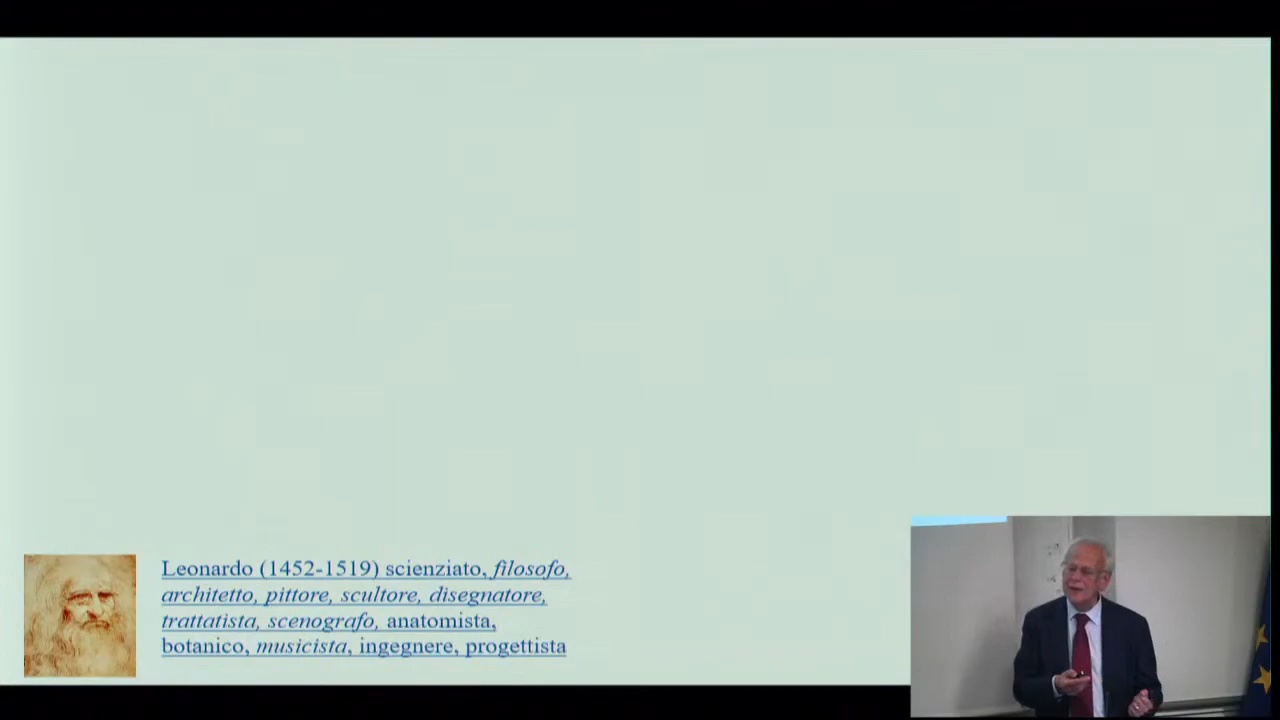 Leonardo (1452-1519) scienziato, filosofo,
architetto, pittore, scultore, disegnatore,
trattatista, scenografo, anatomista,
botanico, musicista, ingegnere, progettista